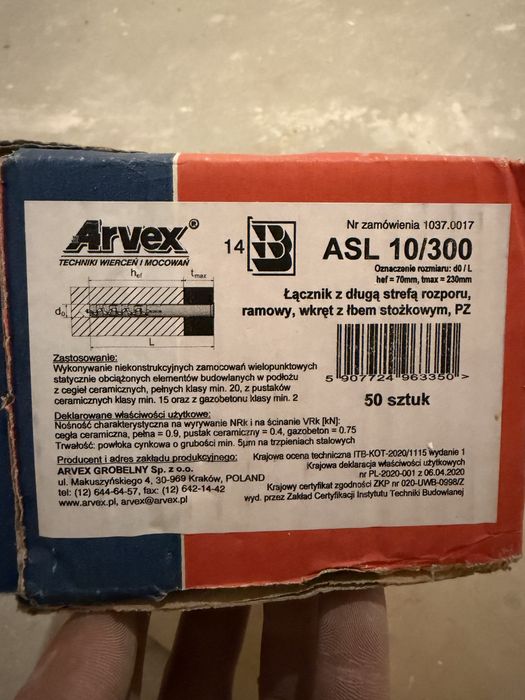 Arvex®
TECHNIKI WIERCEŃ I MOCOWAŃ
14 B
Nr zamówienia 1037.0017
ASL 10/300
Oznaczenie rozmiaru: d0 / L
hef = 70mm, tmax = 230mm
Łącznik z długą strefą rozporu,
ramowy, wkręt z łbem stożkowym, PZ
hef tmax
do
L
5 907724 963350 >
50 sztuk
Zastosowanie:
Wykonywanie niekonstrukcyjnych zamocowań wielopunktowych
statycznie obciążonych elementów budowlanych w podłożu
z cegieł ceramicznych, pełnych klasy min. 20, z pustaków
ceramicznych klasy min. 15 oraz z gazobetonu klasy min. 2
Deklarowane właściwości użytkowe:
Nośność charakterystyczna na wyrywanie NRk i na ścinanie VRk [kN]:
cegła ceramiczna, pełna = 0.9, pustak ceramiczny = 0.4, gazobeton = 0.75
Trwałość: powłoka cynkowa o grubości min. 5µm na trzpieniach stalowych
Producent i adres zakładu produkcyjnego:
ARVEX GROBELNY Sp. z o.o.
ul. Makuszyńskiego 4, 30-969 Kraków, POLAND
tel: (12) 644-64-57, fax: (12) 642-14-42
www.arvex.pl, arvex@arvex.pl
Krajowa ocena techniczna ITB-KOT-2020/1115 wydanie 1
Krajowa deklaracja właściwości użytkowych
nr PL-2020-001 z 06.04.2020
Krajowy certyfikat zgodności ZKP nr 020-UWB-0998/Z
wyd. przez Zakład Certyfikacji Instytutu Techniki Budowlanej